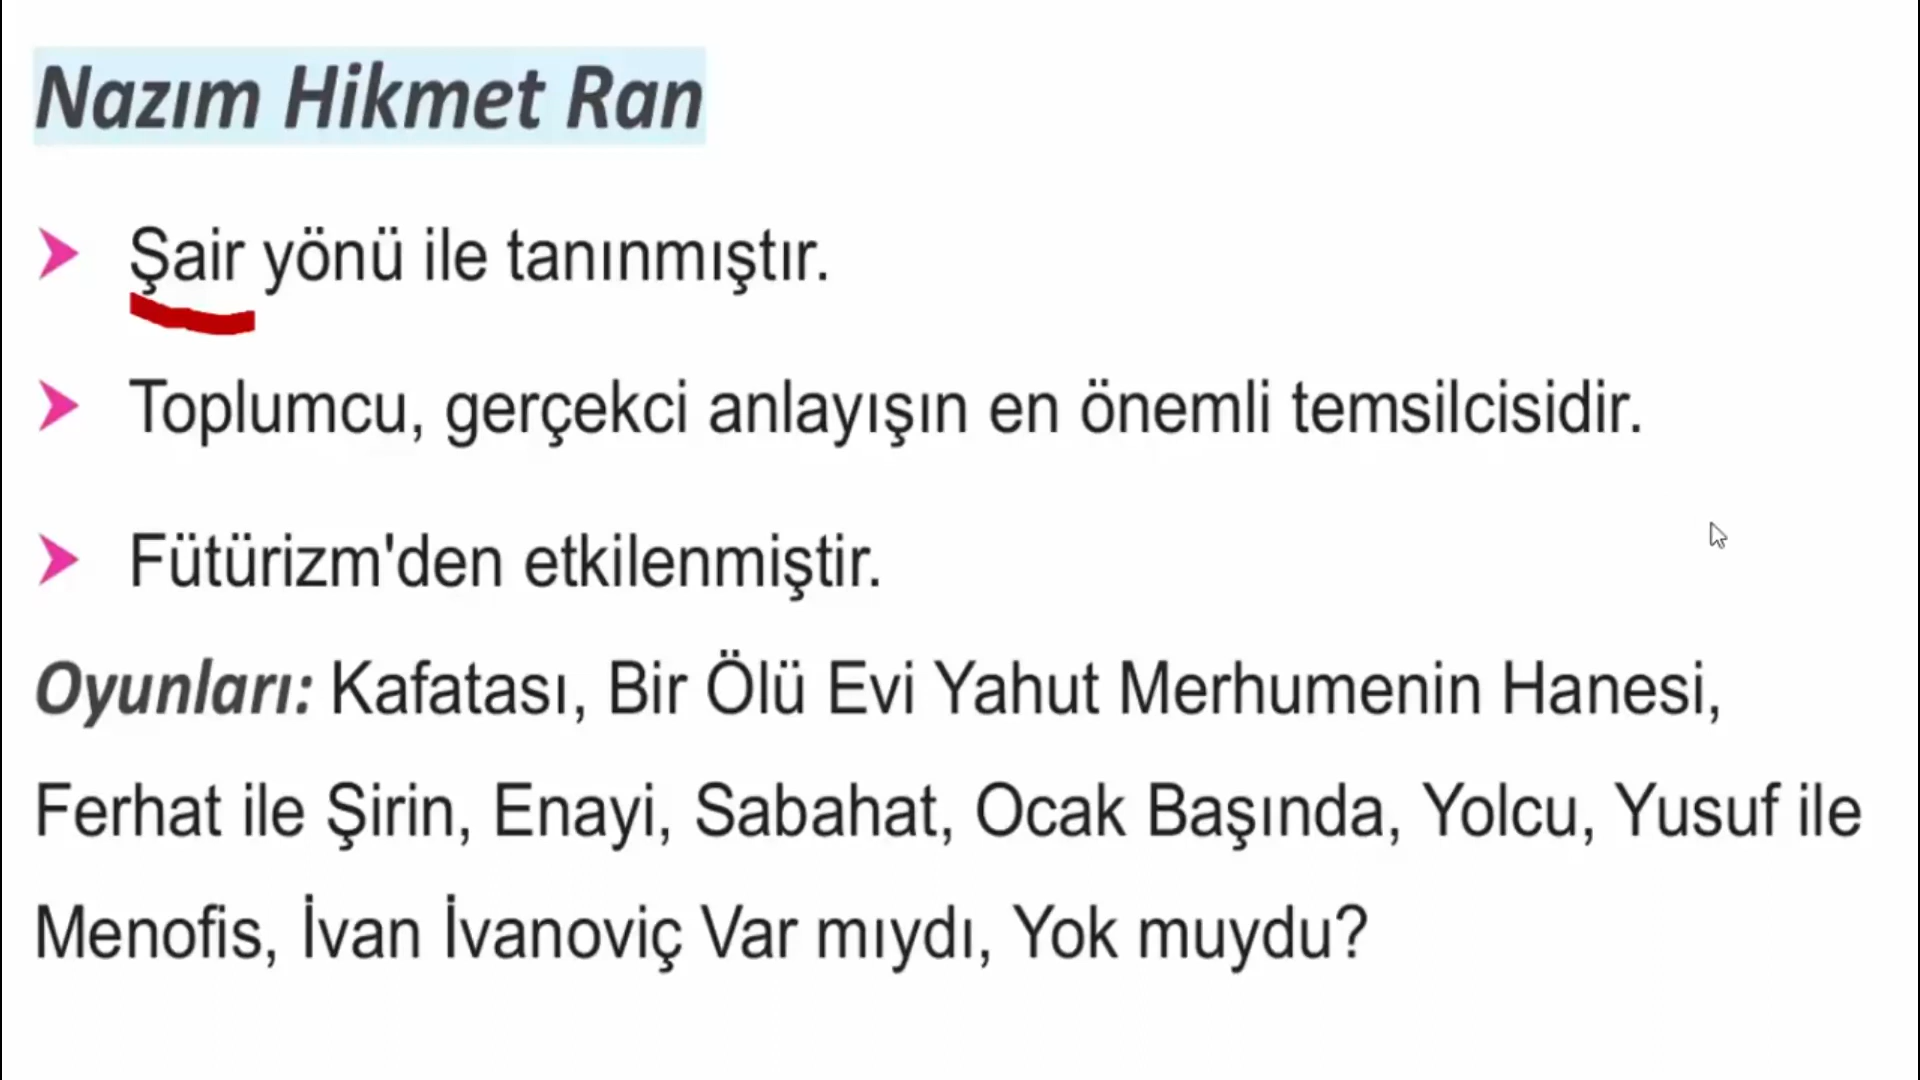 Nazım Hikmet Ran
Şair yönü ile tanınmıştır.
Toplumcu, gerçekci anlayışın en önemli temsilcisidir.
Fütürizm'den etkilenmiştir.
Oyunları: Kafatası, Bir Ölü Evi Yahut Merhumenin Hanesi,
Ferhat ile Şirin, Enayi, Sabahat, Ocak Başında, Yolcu, Yusuf ile
Menofis, İvan İvanoviç Var mıydı, Yok muydu?